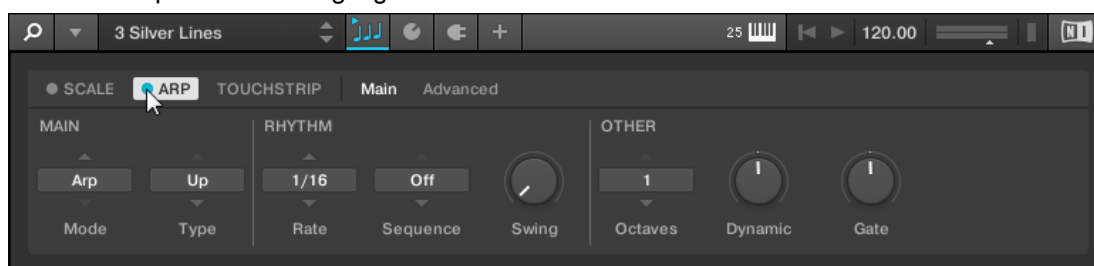 3 Silver Lines + 25 120.00 NI
SCALE ARP TOUCHSTRIP Main Advanced
MAIN RHYTHM OTHER
Arp Up 1/16 Off 1
Mode Type Rate Sequence Swing Octaves Dynamic Gate